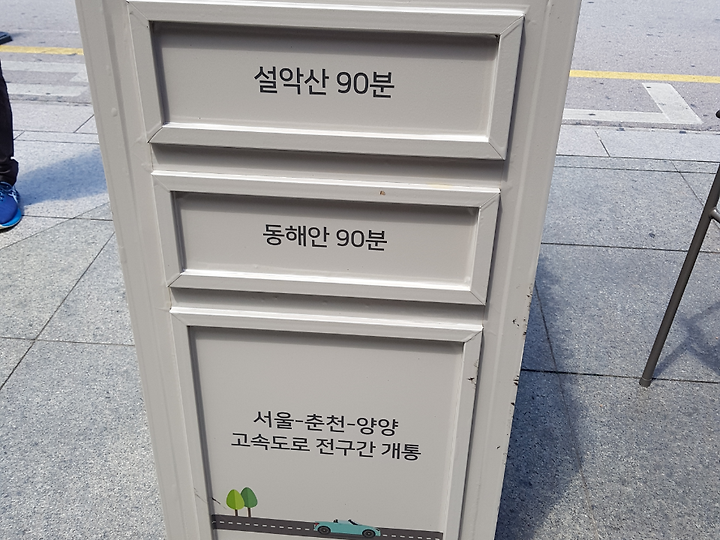 설악산 90분
동해안 90분
서울-춘천-양양
고속도로 전구간 개통